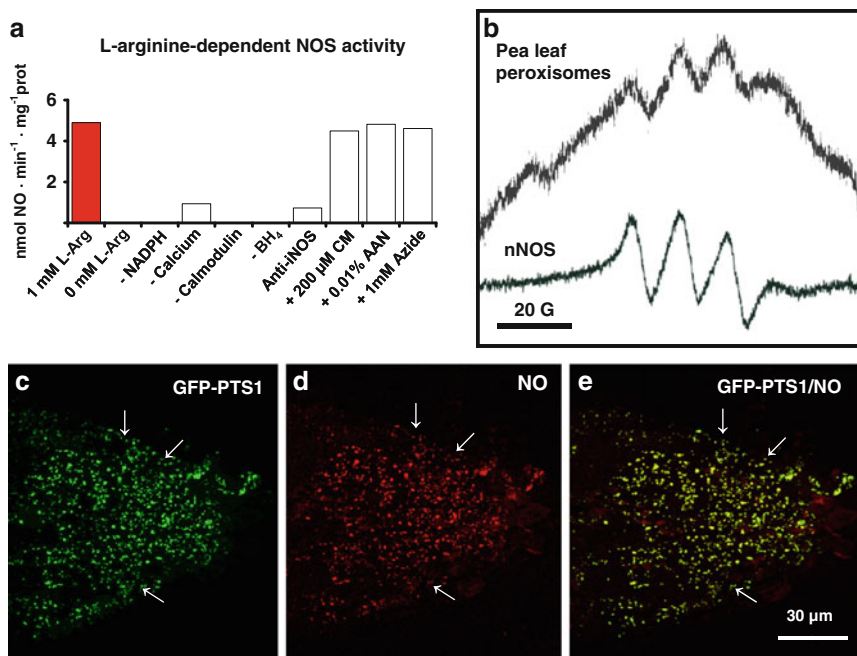 a
L-arginine-dependent NOS activity
nmol NO · min⁻¹ · mg⁻¹prot
6
4
2
1 mM L-Arg
0 mM L-Arg
- NADPH
- Calcium
- Calmodulin
- BH₄
Anti-iNOS
+ 200 µM CM
+ 0.01% AAN
+ 1mM Azide
b
Pea leaf
peroxisomes
nNOS
20 G
c
GFP-PTS1
d
NO
e
GFP-PTS1/NO
30 µm